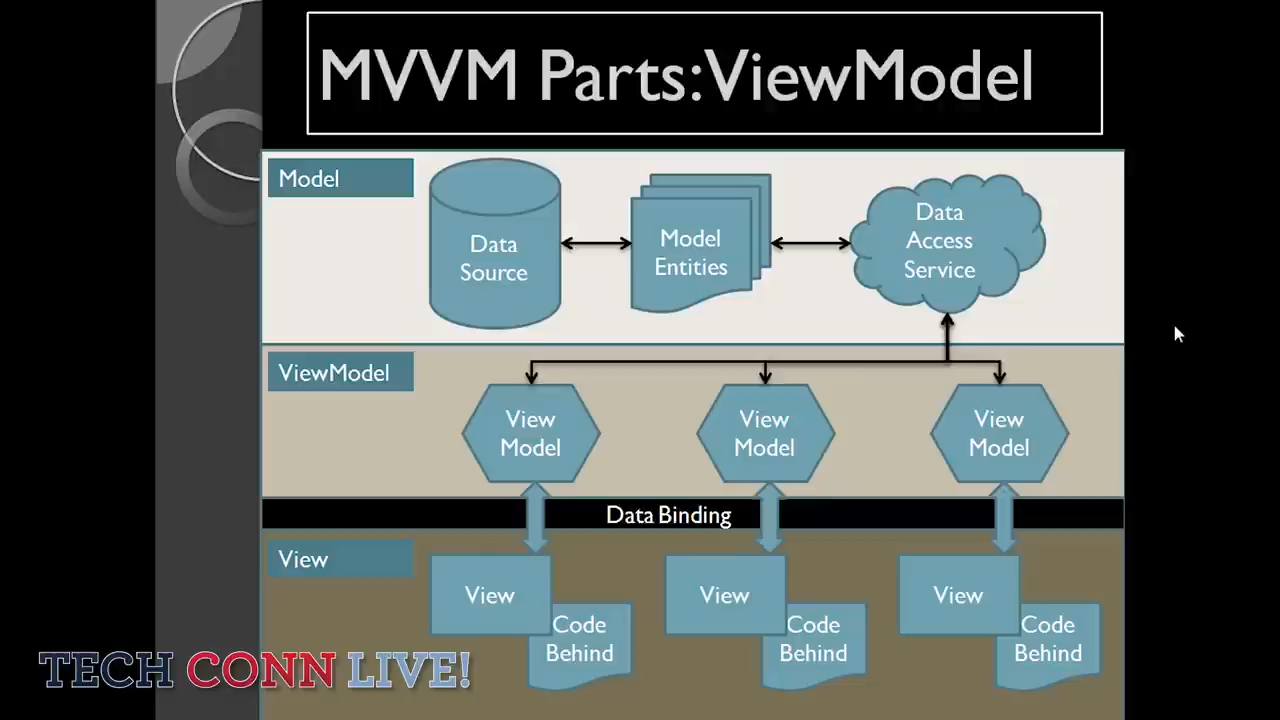 MVVM Parts:ViewModel
Model
Data
Source
Model
Entities
Data
Access
Service
ViewModel
View
Model
View
Model
View
Model
Data Binding
View
View
Code
Behind
View
Code
Behind
View
Code
Behind
TECH CONN LIVE!